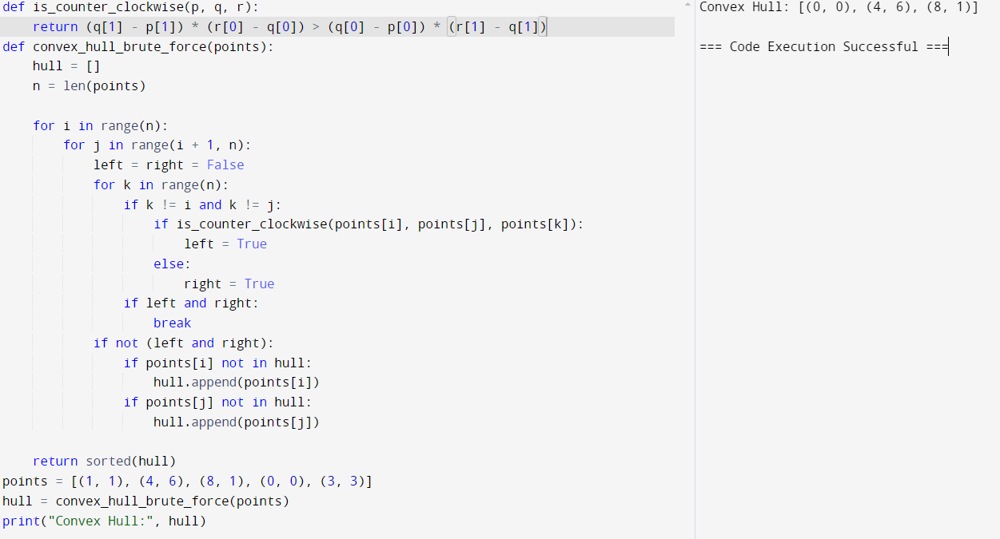 def is_counter_clockwise(p, q, r):
    return (q[1] - p[1]) * (r[0] - q[0]) > (q[0] - p[0]) * (r[1] - q[1])
def convex_hull_brute_force(points):
    hull = []
    n = len(points)

    for i in range(n):
        for j in range(i + 1, n):
            left = right = False
            for k in range(n):
                if k != i and k != j:
                    if is_counter_clockwise(points[i], points[j], points[k]):
                        left = True
                    else:
                        right = True
                if left and right:
                    break
            if not (left and right):
                if points[i] not in hull:
                    hull.append(points[i])
                if points[j] not in hull:
                    hull.append(points[j])

    return sorted(hull)
points = [(1, 1), (4, 6), (8, 1), (0, 0), (3, 3)]
hull = convex_hull_brute_force(points)
print("Convex Hull:", hull)
Convex Hull: [(0, 0), (4, 6), (8, 1)]

=== Code Execution Successful ===